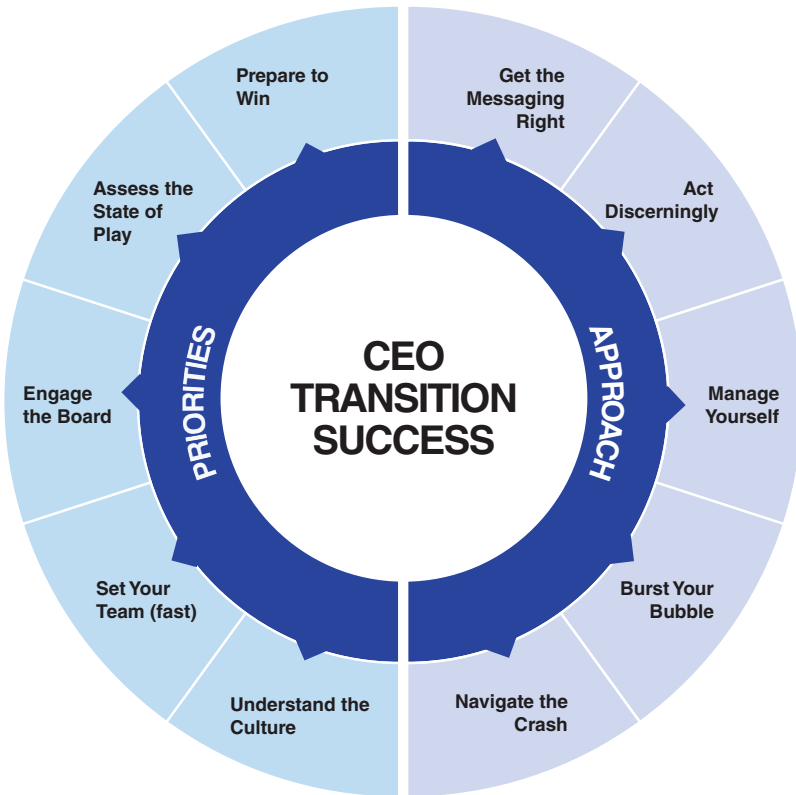 Prepare to
Win
Assess the
State of
Play
Engage
the Board
Set Your
Team (fast)
Understand the
Culture
PRIORITIES
CEO
TRANSITION
SUCCESS
APPROACH
Get the
Messaging
Right
Act
Discerningly
Manage
Yourself
Burst Your
Bubble
Navigate the
Crash